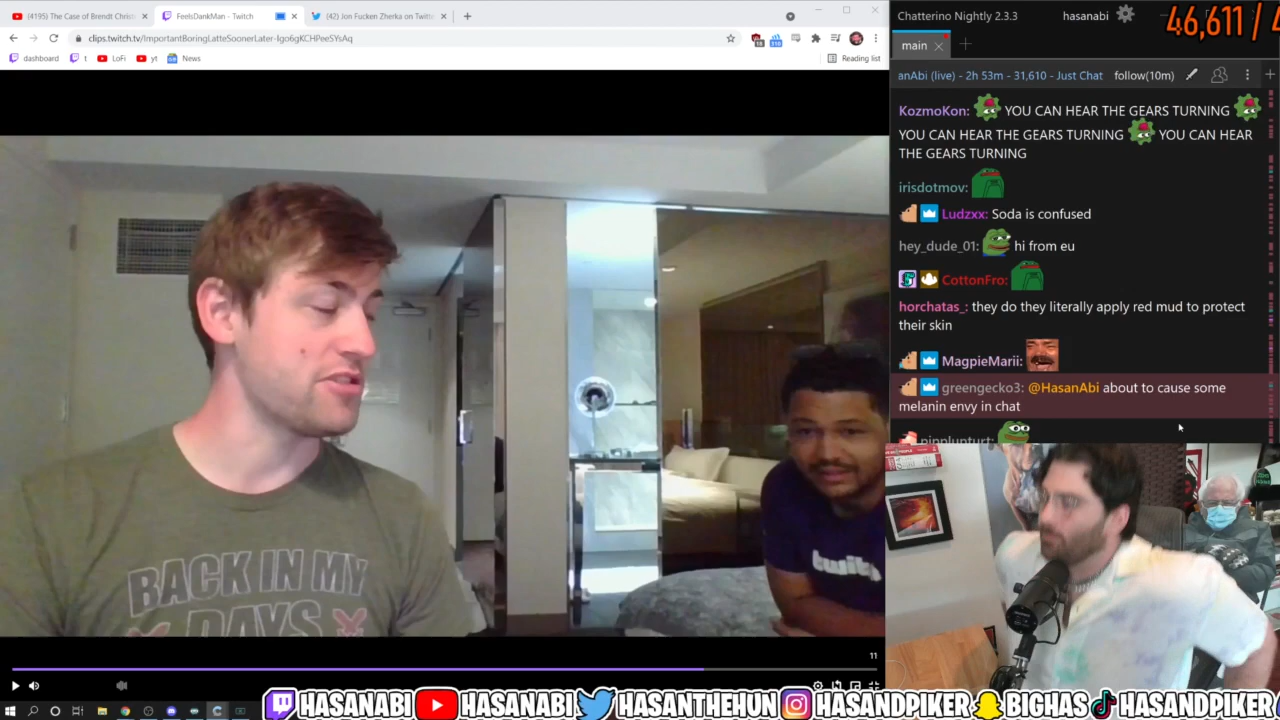 (4195) The Case of Brendt Christ
FeelsDankMan - Twitch
(42) Jon Fucken Zherka on Twitte
clips.twitch.tv/ImportantBoringLatteSoonerLater-Igo6gKCHPeeSYsAq
dashboard
t
LoFi
yt
News
Reading list
BACK IN MY
DAYS
twitch
11
Chatterino Nightly 2.3.3
hasanabi
46,611 / 4
main
anAbi (live) - 2h 53m - 31,610 - Just Chat
follow(10m)
KozmoKon: YOU CAN HEAR THE GEARS TURNING
YOU CAN HEAR THE GEARS TURNING YOU CAN HEAR
THE GEARS TURNING
irisdotmov:
Ludzxx: Soda is confused
hey_dude_01: hi from eu
CottonFro:
horchatas_: they do they literally apply red mud to protect
their skin
MagpieMarii:
greengecko3: @HasanAbi about to cause some
melanin envy in chat
HASANABI
HASANABI
HASANTHEHUN
HASANDPIKER
BIGHAS
HASANDPIKER